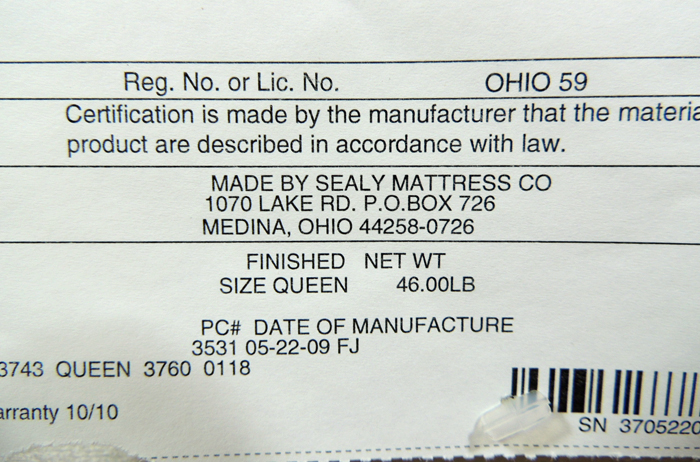 Reg. No. or Lic. No. OHIO 59
Certification is made by the manufacturer that the
product are described in accordance with law.
MADE BY SEALY MATTRESS CO
1070 LAKE RD. P.O.BOX 726
MEDINA, OHIO 44258-0726
FINISHED NET WT
SIZE QUEEN 46.00LB
PC# DATE OF MANUFACTURE
3531 05-22-09 FJ
3743 QUEEN 3760 0118
10/10
SN